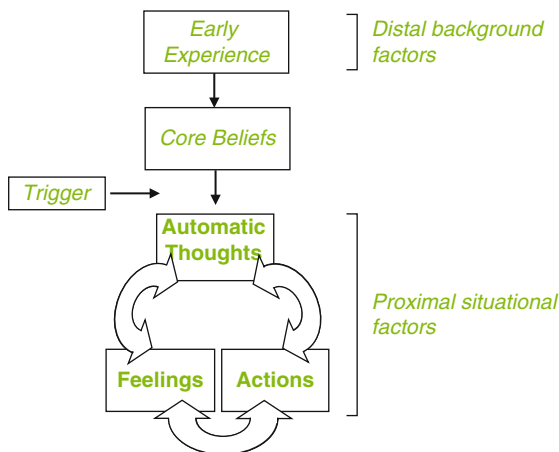 Early
Experience
Distal background
factors
Core Beliefs
Trigger
Automatic
Thoughts
Proximal situational
factors
Feelings
Actions